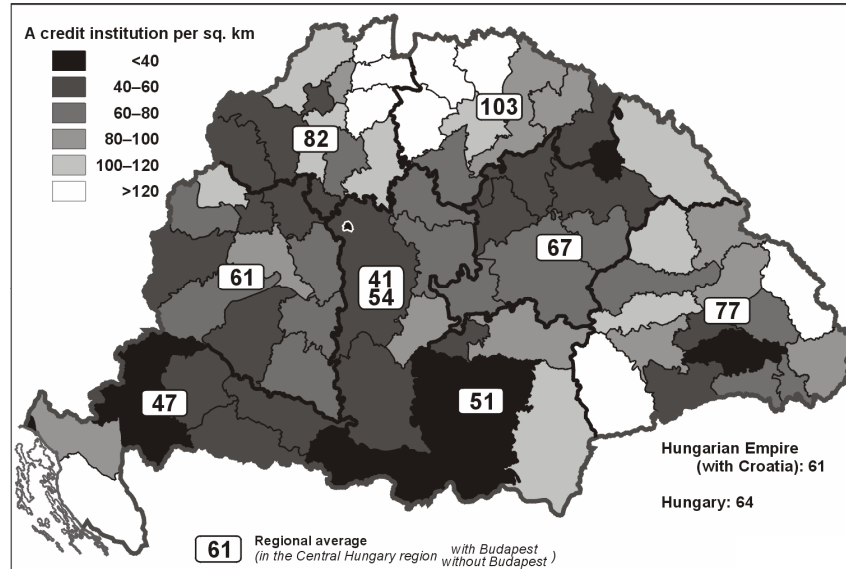 A credit institution per sq. km
<40
40–60
60–80
80–100
100–120
>120
103
82
67
61
41
54
77
47
51
Hungarian Empire
(with Croatia): 61
Hungary: 64
61 Regional average
(in the Central Hungary region with Budapest
without Budapest)